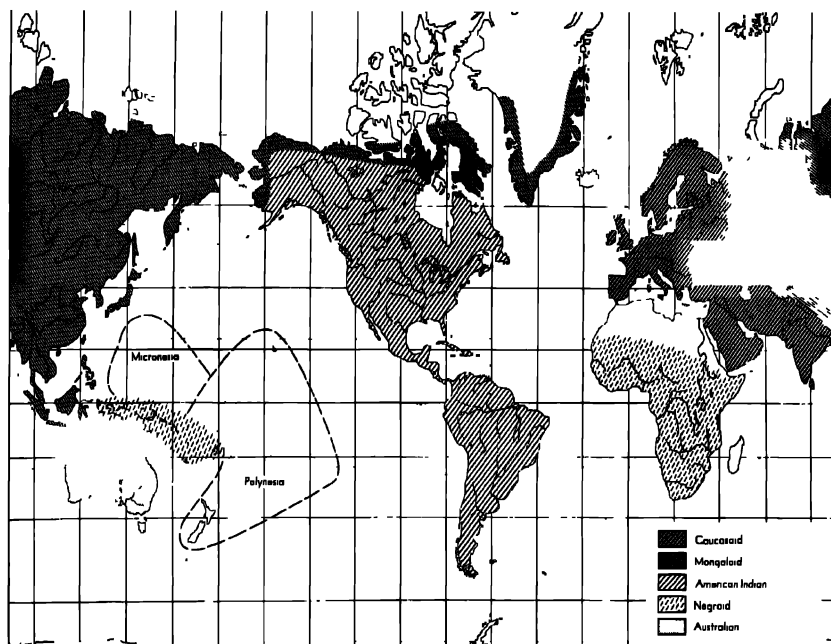 Micronesia
Polynesia
Caucasoid
Mongoloid
American Indian
Negroid
Australian